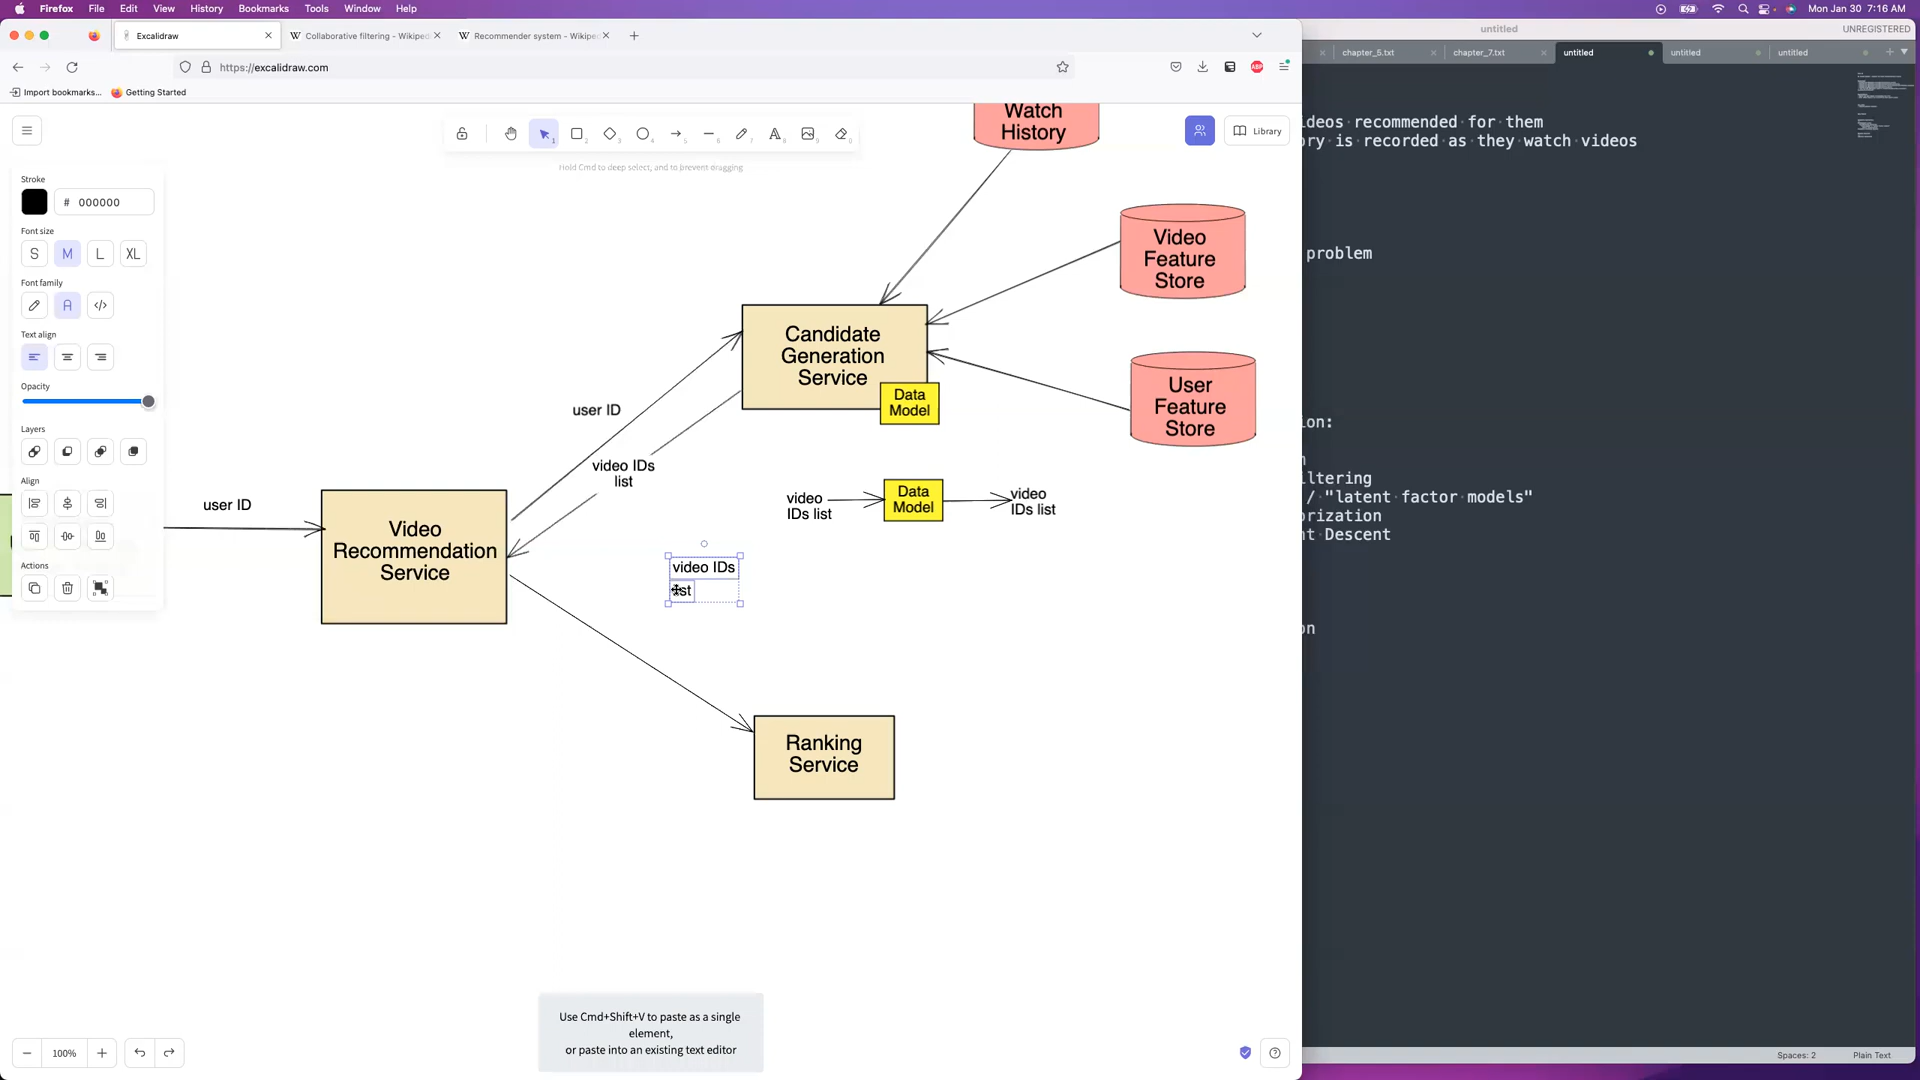 Firefox File Edit View History Bookmarks Tools Window Help
Mon Jan 30 7:16 AM
Excalidraw
Collaborative filtering - Wikiped
Recommender system - Wikipe
https://excalidraw.com
ABP
Import bookmarks...
Getting Started
Hold Cmd to deep select, and to prevent dragging
Library
Stroke
# 000000
Font size
S M L XL
Font family
A
Text align
Opacity
Layers
Align
Actions
Watch
History
Video
Feature
Store
User
Feature
Store
Candidate
Generation
Service
Data
Model
user ID
video IDs
list
user ID
Video
Recommendation
Service
video
IDs list
Data
Model
video
IDs list
video IDs
Ranking
Service
Use Cmd+Shift+V to paste as a single
element,
or paste into an existing text editor
100%
untitled
UNREGISTERED
chapter_5.txt
chapter_7.txt
untitled
untitled
untitled
ideos recommended for them
ory is recorded as they watch videos
problem
ion:
ltering
/ "latent factor models"
orization
nt Descent
on
Spaces: 2
Plain Text